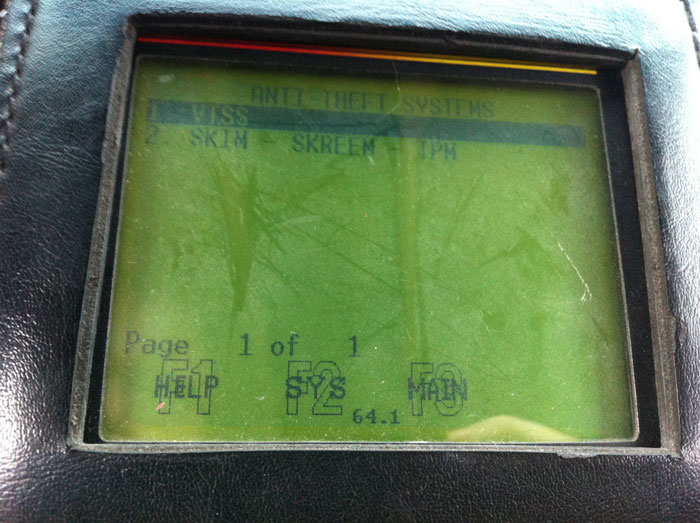 ANTI-THEFT SYSTEMS
1. VTSS
2. SKIM - SKREEM - TPM
Page 1 of 1
HELP SYS MAIN
F1 F2 F3
64.1